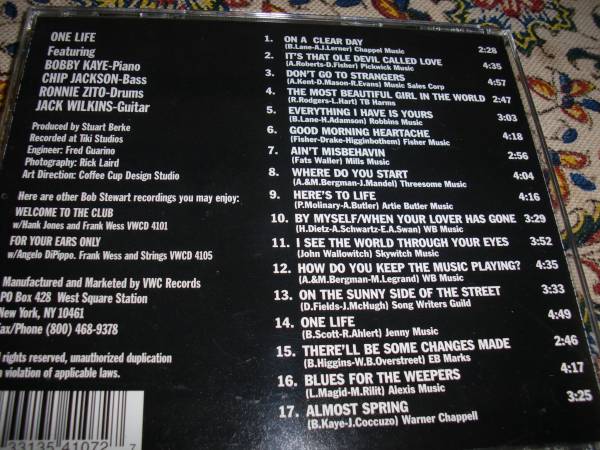 ONE LIFE
Featuring
BOBBY KAYE-Piano
CHIP JACKSON-Bass
RONNIE ZITO-Drums
JACK WILKINS-Guitar
Produced by Stuart Berke
Recorded at Tiki Studios
Engineer: Fred Guarino
Photography: Rick Laird
Art Direction: Coffee Cup Design Studio
Here are other Bob Stewart recordings you may enjoy:
WELCOME TO THE CLUB
w/Hank Jones and Frank Wess VWCD 4101
FOR YOUR EARS ONLY
w/Angelo DiPippo. Frank Wess and Strings VWCD 4105
Manufactured and Marketed by VWC Records
PO Box 428 West Square Station
New York, NY 10461
Fax/Phone (800) 468-9378
rights reserved, unauthorized duplication
violation of applicable laws.
33135 41072 7
1. ON A CLEAR DAY
(B.Lane-A.J.Lerner) Chappel Music 2:28
2. IT'S THAT OLE DEVIL CALLED LOVE
(A.Roberts-D.Fisher) Pickwick Music 4:35
3. DON'T GO TO STRANGERS
(A.Kent-D.Mason-R.Evans) Music Sales Corp 4:57
4. THE MOST BEAUTIFUL GIRL IN THE WORLD
(R.Rodgers-L.Hart) TB Harms 2:47
5. EVERYTHING I HAVE IS YOURS
(B.Lane-H.Adamson) Robbins Music 3:03
6. GOOD MORNING HEARTACHE
(Fisher-Drake-Higginbothem) Fisher Music 4:18
7. AIN'T MISBEHAVIN
(Fats Waller) Mills Music 2:56
8. WHERE DO YOU START
(A.&M.Bergman-J.Mandel) Threesome Music 4:04
9. HERE'S TO LIFE
(P.Molinary-A.Butler) Artie Butler Music 4:16
10. BY MYSELF/WHEN YOUR LOVER HAS GONE 3:29
(H.Dietz-A.Schwartz-E.A.Swan) WB Music
11. I SEE THE WORLD THROUGH YOUR EYES 3:52
(John Wallowitch) Skywitch Music
12. HOW DO YOU KEEP THE MUSIC PLAYING? 4:35
(A.&M.Bergman-M.Legrand) WB Music
13. ON THE SUNNY SIDE OF THE STREET 3:33
(D.Fields-J.McHugh) Song Writers Guild
14. ONE LIFE 4:49
(B.Scott-R.Ahlert) Jenny Music
15. THERE'LL BE SOME CHANGES MADE 2:46
(B.Higgins-W.B.Overstreet) EB Marks
16. BLUES FOR THE WEEPERS 4:17
(L.Magid-M.Rilit) Alexis Music
17. ALMOST SPRING 3:25
(B.Kaye-J.Coccuzo) Warner Chappell